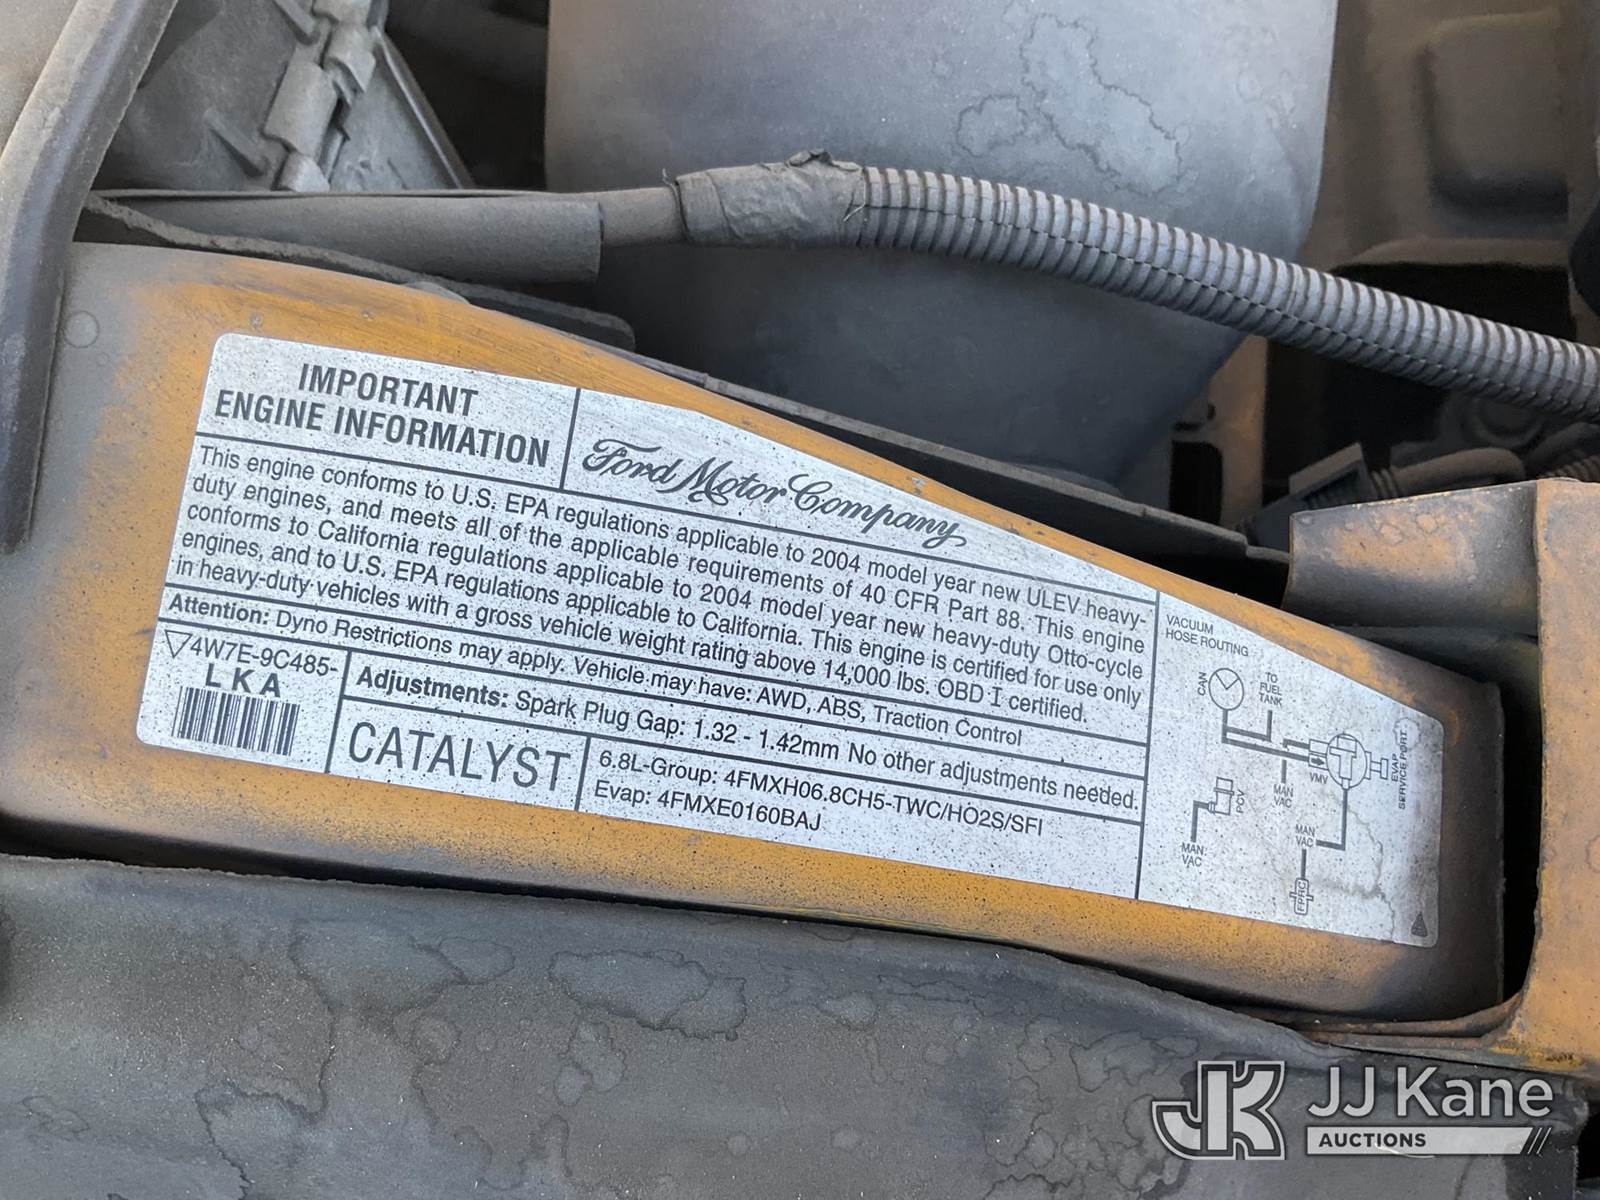 IMPORTANT
ENGINE INFORMATION
Ford Motor Company
This engine conforms to U.S. EPA regulations applicable to 2004 model year new ULEV heavy-
duty engines, and meets all of the applicable requirements of 40 CFR Part 88. This engine
conforms to California regulations applicable to 2004 model year new heavy-duty Otto-cycle
engines, and to U.S. EPA regulations applicable to California. This engine is certified for use only
in heavy-duty vehicles with a gross vehicle weight rating above 14,000 lbs. OBD I certified.
Attention: Dyno Restrictions may apply. Vehicle may have: AWD, ABS, Traction Control
4W7E-9C485-
LKA
Adjustments: Spark Plug Gap: 1.32 - 1.42mm No other adjustments needed.
CATALYST
6.8L-Group: 4FMXH06.8CH5-TWC/HO2S/SFI
Evap: 4FMXE0160BAJ
VACUUM
HOSE ROUTING
CAN
TO
FUEL
TANK
VMV
EVAP
SERVICE PORT
MAN
VAC
PCV
MAN
VAC
MAN
VAC
FPRC
JK
JJ Kane
AUCTIONS